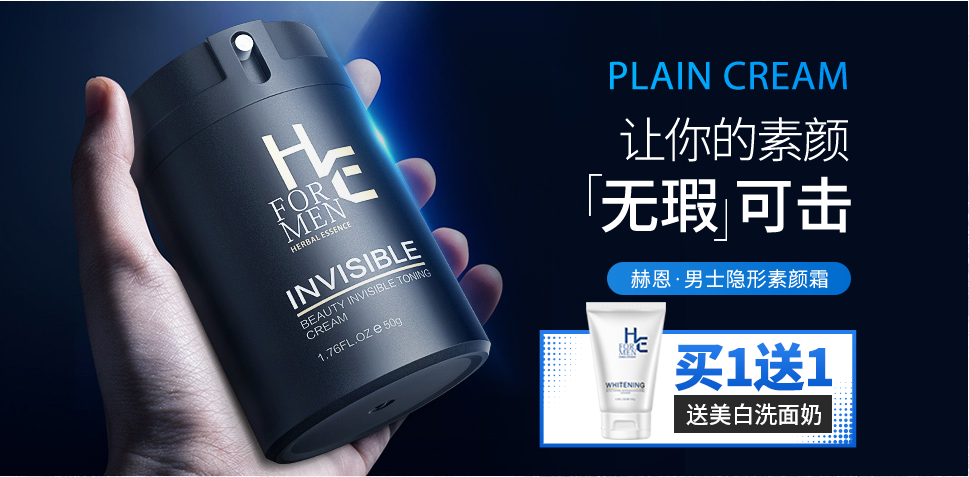 HE
FOR
MEN
HERBAL ESSENCE
INVISIBLE
BEAUTY INVISIBLE TONING
CREAM
1.76FL.OZ e 50g
PLAIN CREAM
让你的素颜
「无瑕」可击
赫恩·男士隐形素颜霜
HE
FOR
MEN
WHITENING
买1送1
送美白洗面奶